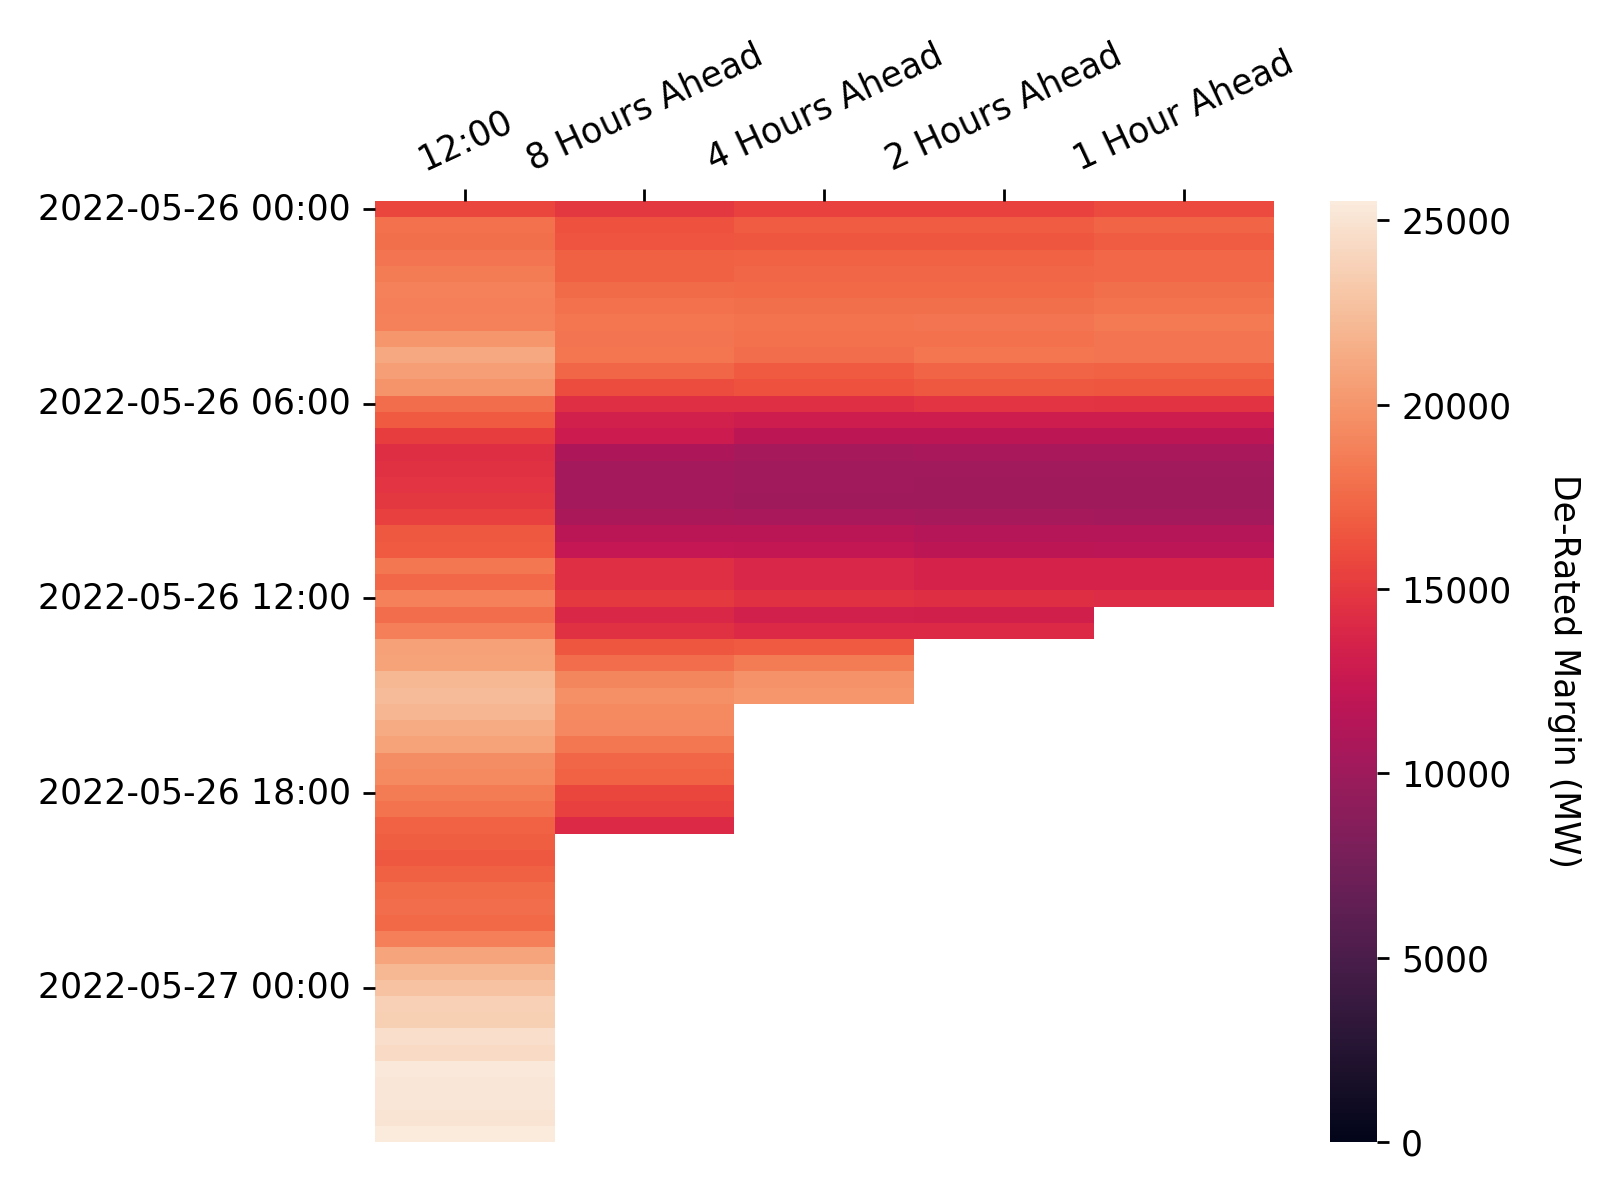 12:00
8 Hours Ahead
4 Hours Ahead
2 Hours Ahead
1 Hour Ahead
2022-05-26 00:00
2022-05-26 06:00
2022-05-26 12:00
2022-05-26 18:00
2022-05-27 00:00
25000
20000
15000
10000
5000
0
De-Rated Margin (MW)